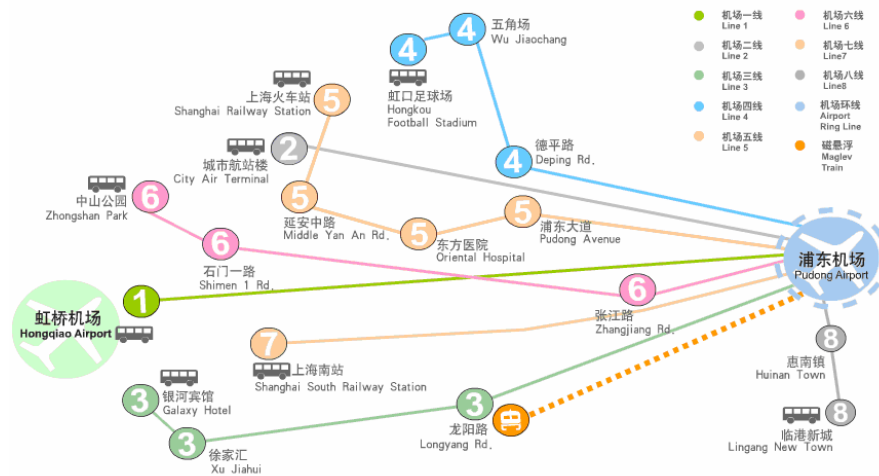 4
五角场
Wu Jiaochang
4
虹口足球场
Hongkou
Football Stadium
上海火车站
Shanghai Railway Station
5
城市航站楼
City Air Terminal
2
德平路
Deping Rd.
4
中山公园
Zhongshan Park
6
5
延安中路
Middle Yan An Rd.
5
东方医院
Oriental Hospital
5
浦东大道
Pudong Avenue
6
石门一路
Shimen 1 Rd.
浦东机场
Pudong Airport
6
张江路
Zhangjiang Rd.
1
虹桥机场
Hongqiao Airport
7
上海南站
Shanghai South Railway Station
8
惠南镇
Huinan Town
3
银河宾馆
Galaxy Hotel
3
徐家汇
Xu Jiahui
3
龙阳路
Longyang Rd.
8
临港新城
Lingang New Town
机场一线
Line 1
机场二线
Line 2
机场三线
Line 3
机场四线
Line 4
机场五线
Line 5
机场六线
Line 6
机场七线
Line7
机场八线
Line8
机场环线
Airport
Ring Line
磁悬浮
Maglev
Train